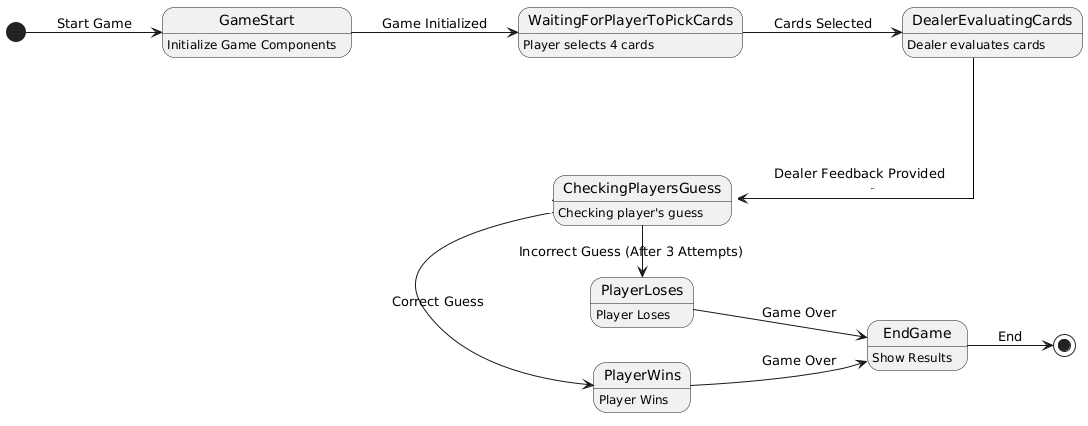 Start Game
GameStart
Initialize Game Components
Game Initialized
WaitingForPlayerToPickCards
Player selects 4 cards
Cards Selected
DealerEvaluatingCards
Dealer evaluates cards
Dealer Feedback Provided
CheckingPlayersGuess
Checking player's guess
Incorrect Guess (After 3 Attempts)
Correct Guess
PlayerLoses
Player Loses
Game Over
PlayerWins
Player Wins
Game Over
EndGame
Show Results
End